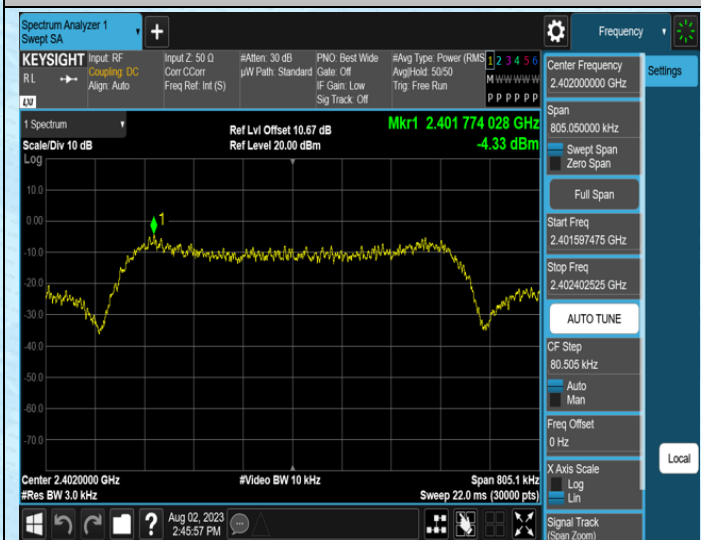 Spectrum Analyzer 1
Swept SA
+
Frequency
KEYSIGHT
RL
LXI
Input: RF
Coupling: DC
Align: Auto
Input Z: 50 Ω
Corr CCorr
Freq Ref: Int (S)
#Atten: 30 dB
µW Path: Standard
PNO: Best Wide
Gate: Off
IF Gain: Low
Sig Track: Off
#Avg Type: Power (RMS
Avg|Hold: 50/50
Trig: Free Run
1 2 3 4 5 6
M W W W W W
P P P P P P
1 Spectrum
Scale/Div 10 dB
Log
Ref Lvl Offset 10.67 dB
Ref Level 20.00 dBm
Mkr1 2.401 774 028 GHz
-4.33 dBm
1
10.0
0.00
-10.0
-20.0
-30.0
-40.0
-50.0
-60.0
-70.0
Center 2.4020000 GHz
#Res BW 3.0 kHz
#Video BW 10 kHz
Span 805.1 kHz
Sweep 22.0 ms (30000 pts)
Center Frequency
2.402000000 GHz
Settings
Span
805.050000 kHz
Swept Span
Zero Span
Full Span
Start Freq
2.401597475 GHz
Stop Freq
2.402402525 GHz
AUTO TUNE
CF Step
80.505 kHz
Auto
Man
Freq Offset
0 Hz
X Axis Scale
Log
Lin
Local
Signal Track
(Span Zoom)
?
Aug 02, 2023
2:45:57 PM